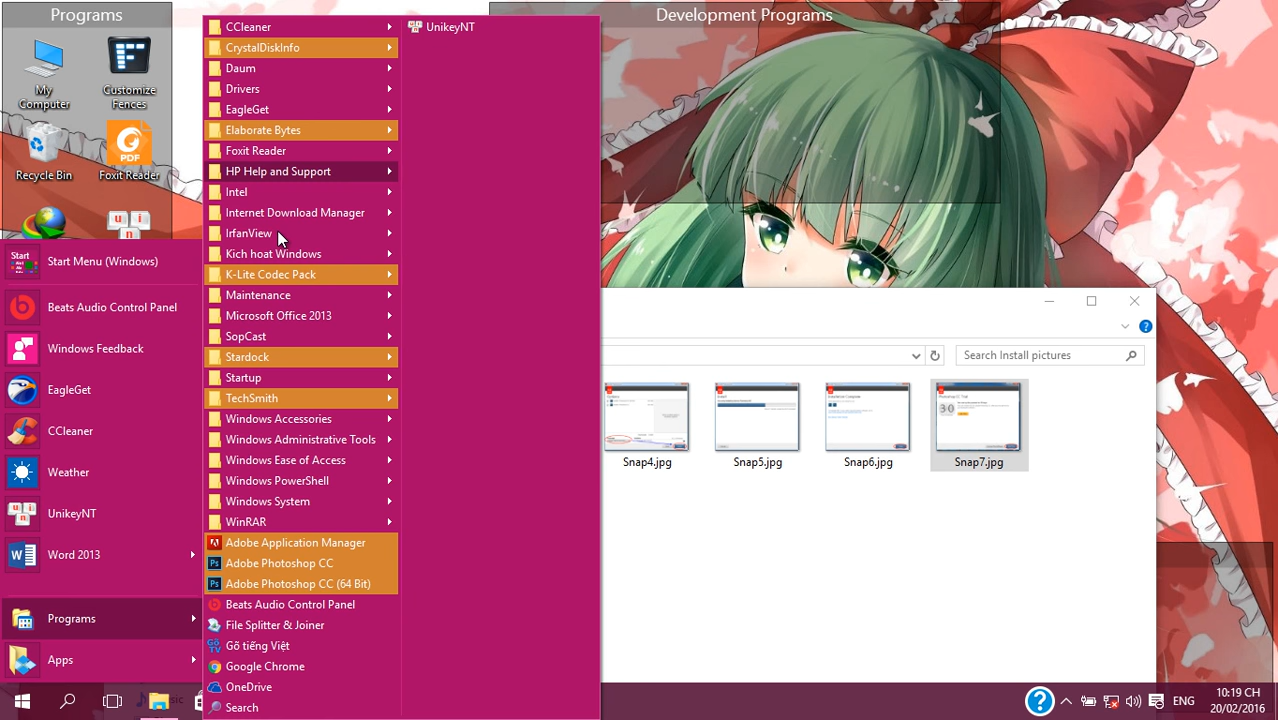 Programs
Development Programs
My
Computer
Customize
Fences
Recycle Bin
PDF
Foxit Reader
u n i
Start
Start Menu (Windows)
Beats Audio Control Panel
Windows Feedback
EagleGet
CCleaner
Weather
UnikeyNT
Word 2013
Programs
Apps
CCleaner
CrystalDiskInfo
Daum
Drivers
EagleGet
Elaborate Bytes
Foxit Reader
HP Help and Support
Intel
Internet Download Manager
IrfanView
Kich hoat Windows
K-Lite Codec Pack
Maintenance
Microsoft Office 2013
SopCast
Stardock
Startup
TechSmith
Windows Accessories
Windows Administrative Tools
Windows Ease of Access
Windows PowerShell
Windows System
WinRAR
Adobe Application Manager
Adobe Photoshop CC
Adobe Photoshop CC (64 Bit)
Beats Audio Control Panel
File Splitter & Joiner
Gõ tiếng Việt
Google Chrome
OneDrive
Search
UnikeyNT
Search Install pictures
Snap4.jpg
Snap5.jpg
Snap6.jpg
Snap7.jpg
ENG
10:19 CH
20/02/2016